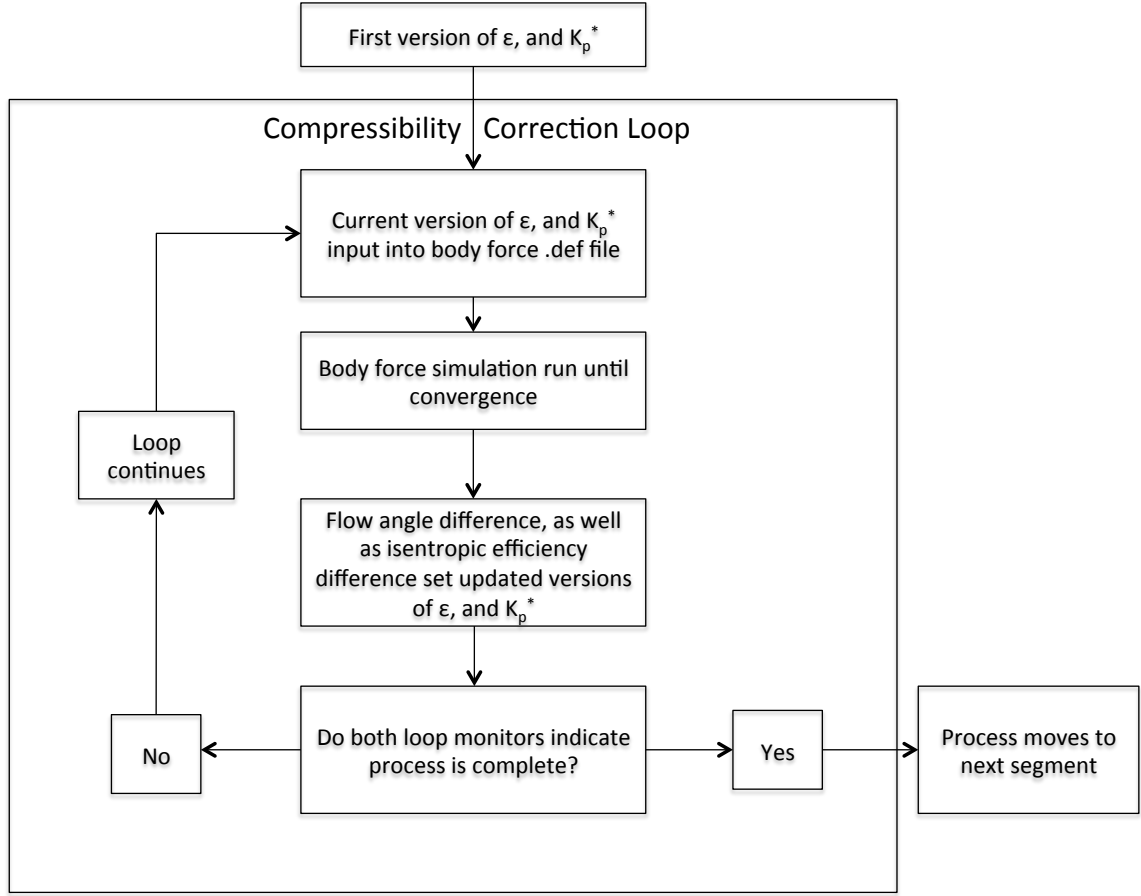 First version of ε, and Kp*
Compressibility Correction Loop
Current version of ε, and Kp*
input into body force .def file
Body force simulation run until
convergence
Loop
continues
Flow angle difference, as well
as isentropic efficiency
difference set updated versions
of ε, and Kp*
No
Do both loop monitors indicate
process is complete?
Yes
Process moves to
next segment